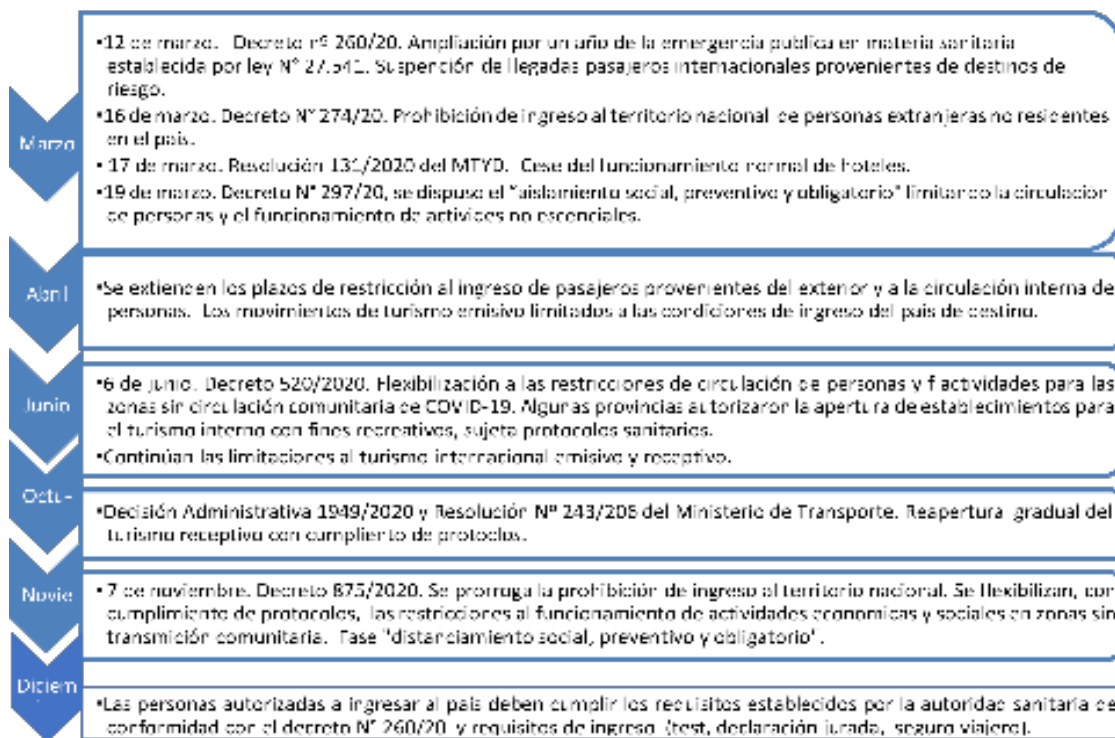 Marzo
•12 de marzo. Decreto nº 260/20. Ampliación por un año de la emergencia publica en materia sanitaria
establecida por ley N° 27.541. Suspención de llegadas pasajeros internacionales provenientes de destinos de
riesgo.
•16 de marzo. Decreto N° 274/20. Prohibición de ingreso al territorio nacional de personas extranjeras no residentes
en el país.
• 17 de marzo. Resolución 131/2020 del MTYD. Cese del funcionamiento normal de hoteles.
•19 de marzo. Decreto N° 297/20, se dispuso el "aislamiento social, preventivo y obligatorio" limitando la circulación
de personas y el funcionamiento de activides no escenciales.
Abril
•Se extienden los plazos de restricción al ingreso de pasajeros provenientes del exterior y a la circulación interna de
personas. Los movimientos de turismo emisivo limitados a las condiciones de ingreso del país de destino.
Junio
•6 de junio. Decreto 520/2020. Flexibilización a las restricciones de circulación de personas y f actividades para las
zonas sin circulación comunitaria de COVID-19. Algunas provincias autorizaron la apertura de establecimientos para
el turismo interno con fines recreativos, sujeta protocolos sanitarios.
•Continúan las limitaciones al turismo internacional emisivo y receptivo.
Octu-
•Decisión Administrativa 1949/2020 y Resolución N° 243/206 del Ministerio de Transporte. Reapertura gradual del
turismo receptivo con cumpliento de protoclos.
Novie
• 7 de noviembre. Decreto 875/2020. Se prorruga la prohibición de ingreso al territorio nacional. Se flexibilizan, con
cumplimiento de protocolos, las restricciones al funcionamiento de actividades economicas y sociales en zonas sin
transmición comunitaria. Fase "distanciamiento social, preventivo y obligatorio".
Diciem
•Las personas autorizadas a ingresar al país deben cumplir los requisitos establecidos por la autoridad sanitaria de
conformidad con el decreto N° 260/20 y requisitos de ingreso (test, declaración jurada, seguro viajero).